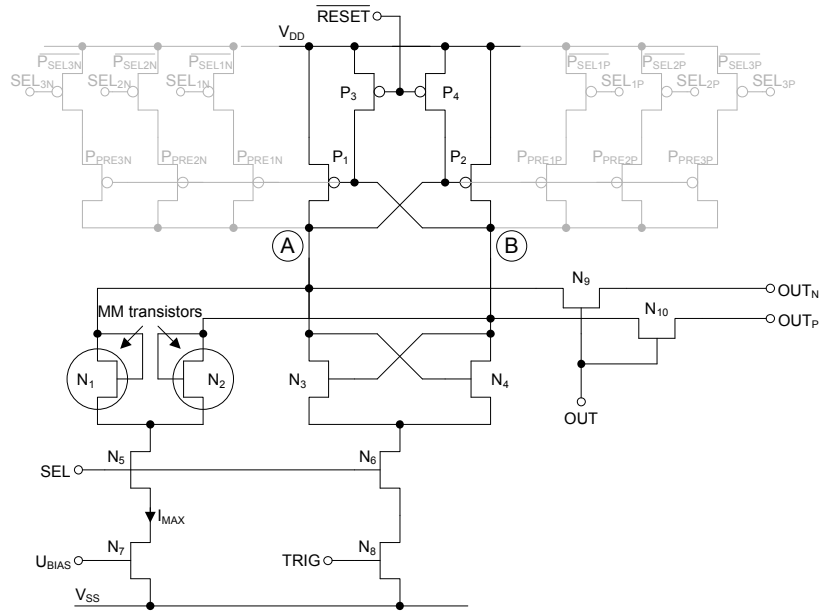 RESET
V_DD
P_SEL3N P_SEL2N P_SEL1N P_SEL1P P_SEL2P P_SEL3P
SEL_3N SEL_2N SEL_1N P_3 P_4 SEL_1P SEL_2P SEL_3P
P_PRE3N P_PRE2N P_PRE1N P_1 P_2 P_PRE1P P_PRE2P P_PRE3P
A B
N_9 OUT_N
MM transistors N_10 OUT_P
N_1 N_2 N_3 N_4
OUT
N_5 N_6
SEL
I_MAX
N_7 N_8
U_BIAS TRIG
V_SS